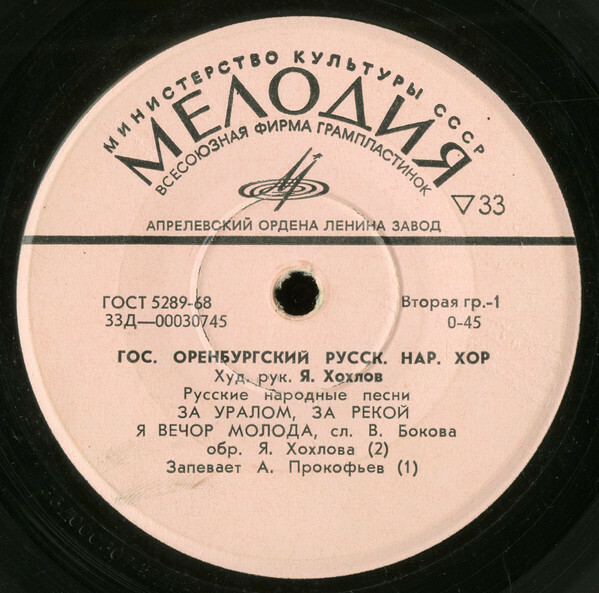 МИНИСТЕРСТВО КУЛЬТУРЫ СССР
МЕЛОДИЯ
ВСЕСОЮЗНАЯ ФИРМА ГРАМПЛАСТИНОК
▽33
АПРЕЛЕВСКИЙ ОРДЕНА ЛЕНИНА ЗАВОД
ГОСТ 5289-68 Вторая гр.-1
33Д—00030745 0-45
ГОС. ОРЕНБУРГСКИЙ РУССК. НАР. ХОР
Худ. рук. Я. Хохлов
Русские народные песни
ЗА УРАЛОМ, ЗА РЕКОЙ
Я ВЕЧОР МОЛОДА, сл. В. Бокова
обр. Я. Хохлова (2)
Запевает А. Прокофьев (1)